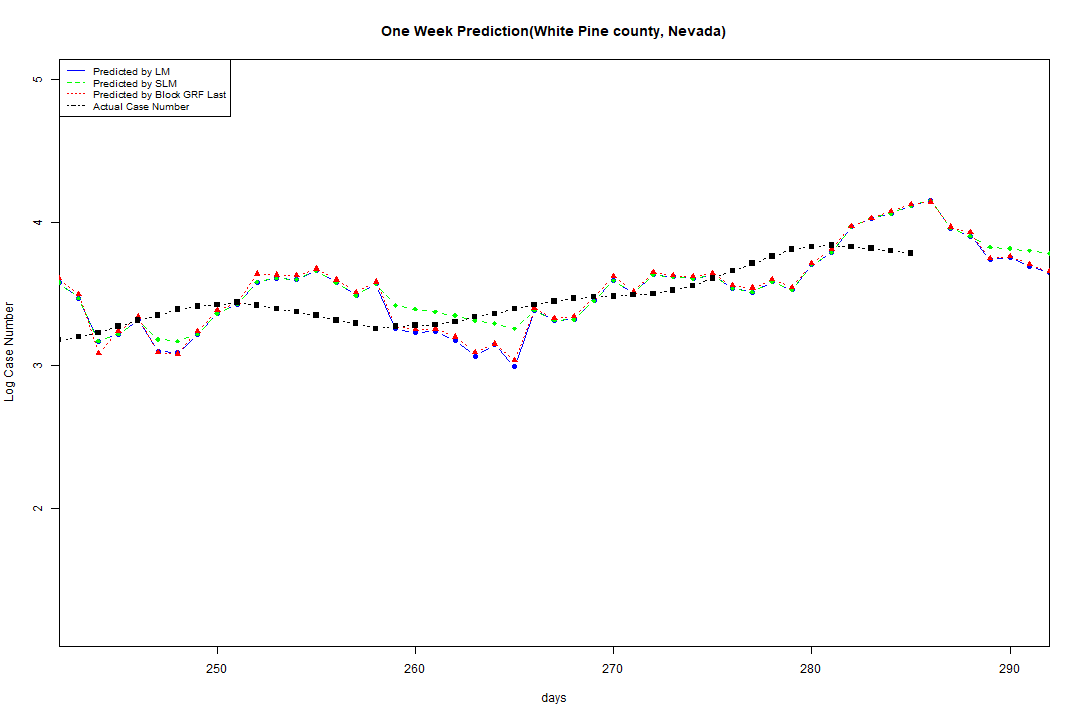 One Week Prediction(White Pine county, Nevada)
Predicted by LM
Predicted by SLM
Predicted by Block GRF Last
Actual Case Number
5
4
3
2
Log Case Number
250 260 270 280 290
days